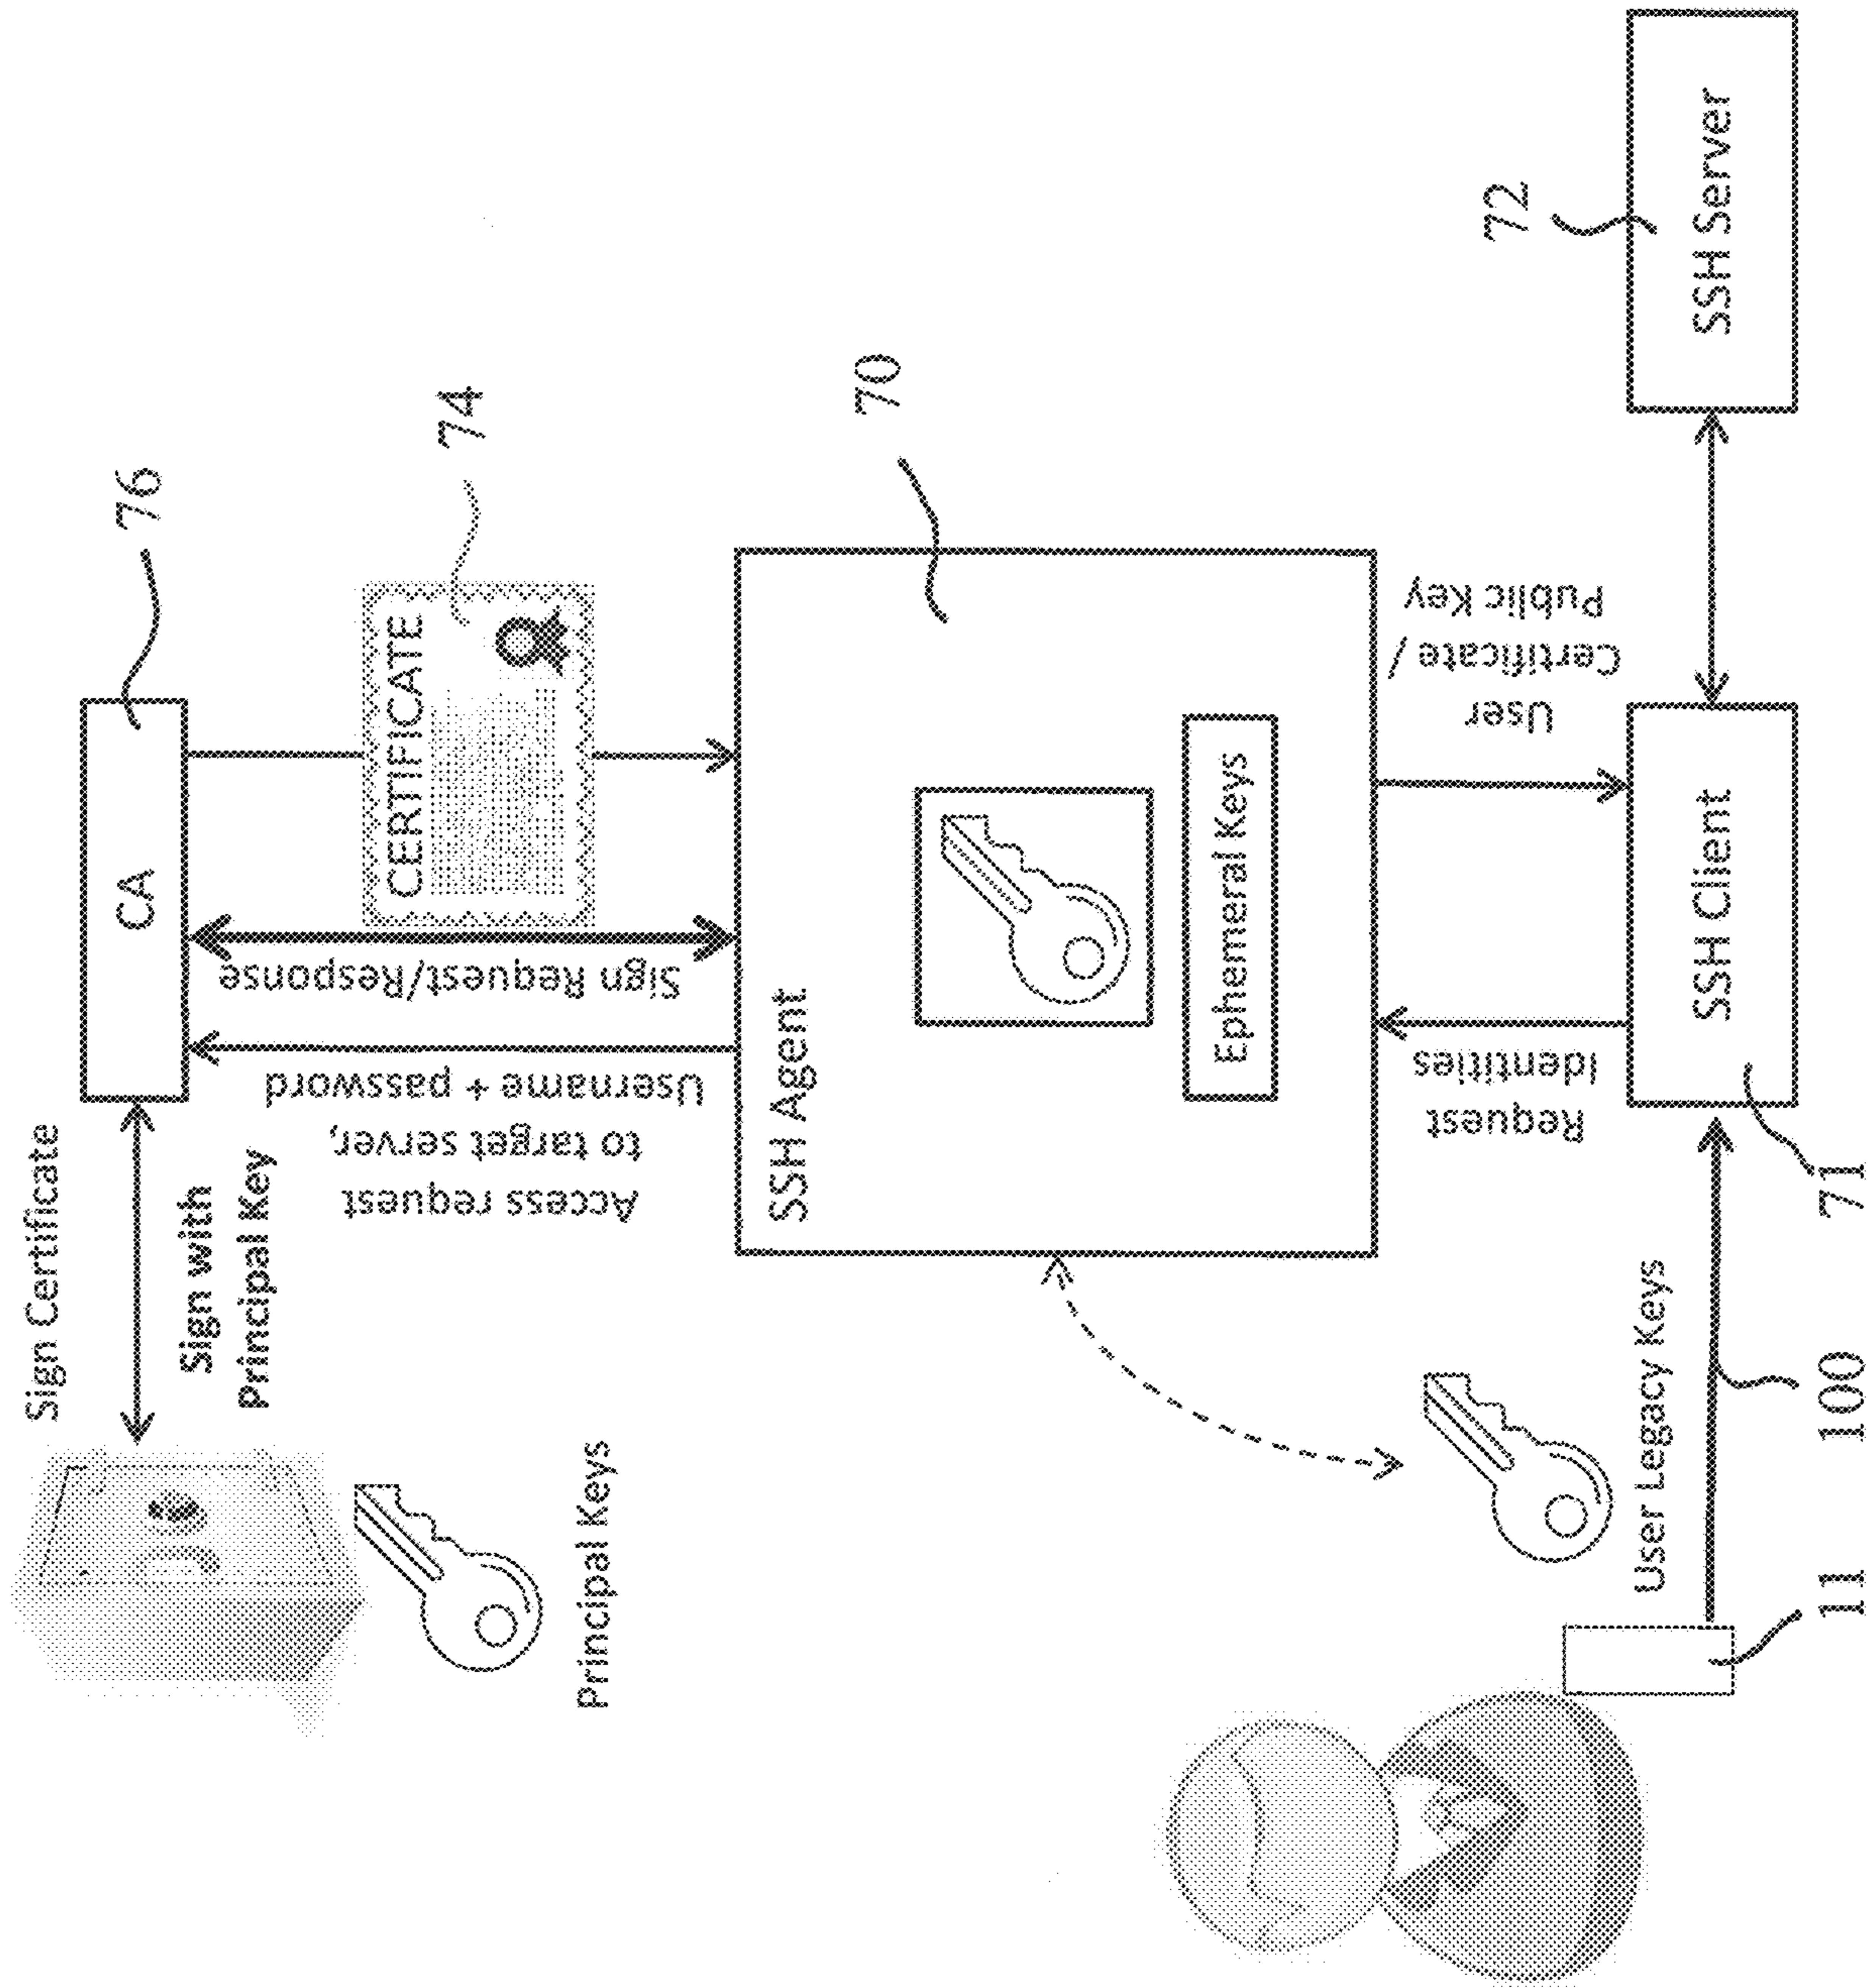 Sign Certificate
Sign with
Principal Key
Principal Keys
CA
76
Access request
to target server,
Username + password
Sign Request/Response
CERTIFICATE
74
SSH Agent
70
Ephemeral Keys
Request
Identities
User
Certificate /
Public Key
User Legacy Keys
11
100
71
SSH Client
SSH Server
72